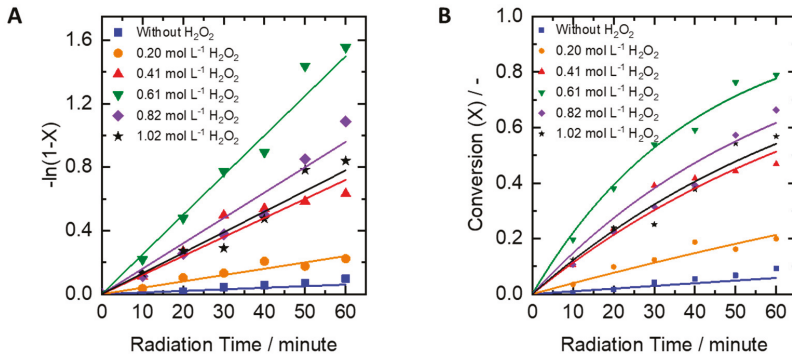 A
-ln(1-X)
1.6
1.2
0.8
0.4
0.0
Without H₂O₂
0.20 mol L⁻¹ H₂O₂
0.41 mol L⁻¹ H₂O₂
0.61 mol L⁻¹ H₂O₂
0.82 mol L⁻¹ H₂O₂
1.02 mol L⁻¹ H₂O₂
0 10 20 30 40 50 60
Radiation Time / minute
B
Conversion (X) / -
1.0
0.8
0.6
0.4
0.2
0.0
Without H₂O₂
0.20 mol L⁻¹ H₂O₂
0.41 mol L⁻¹ H₂O₂
0.61 mol L⁻¹ H₂O₂
0.82 mol L⁻¹ H₂O₂
1.02 mol L⁻¹ H₂O₂
0 10 20 30 40 50 60
Radiation Time / minute